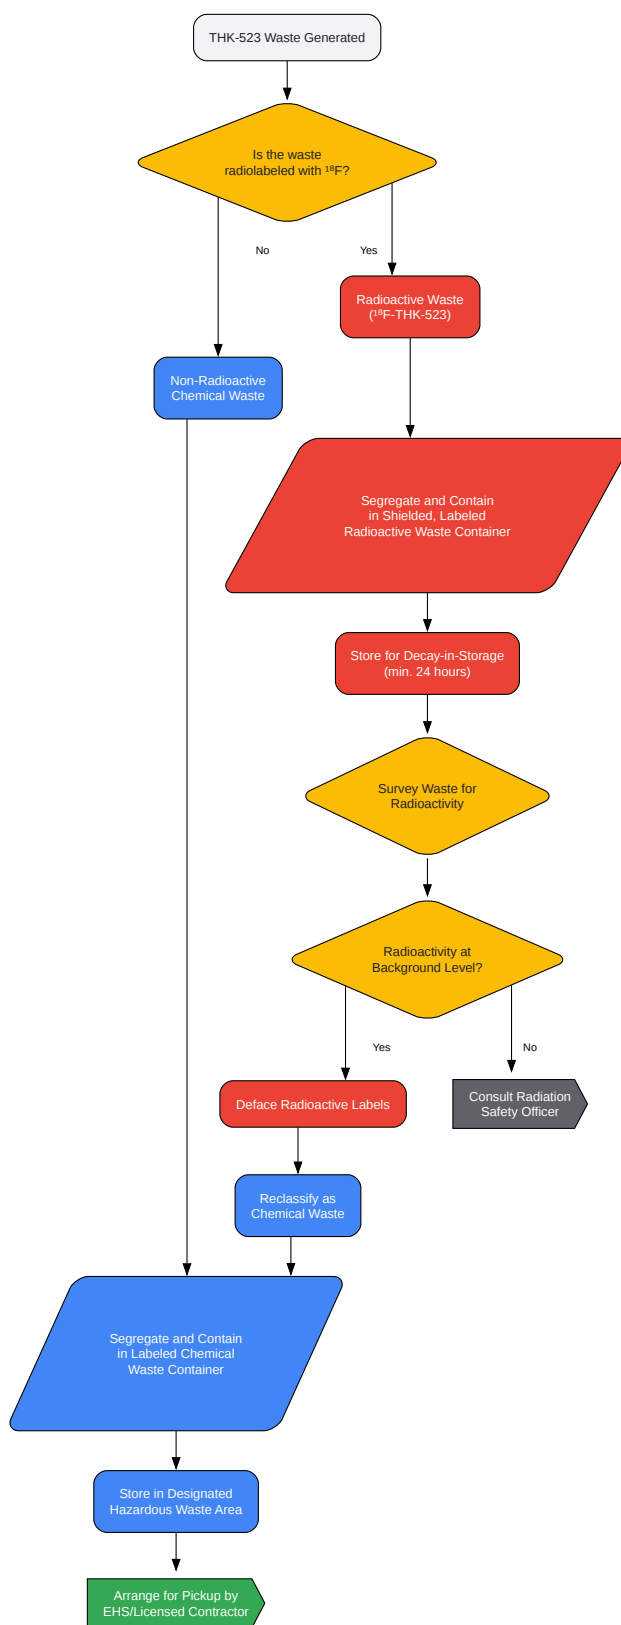 THK-523 Waste Generated
Is the waste
radiolabeled with ¹⁸F?
No
Yes
Radioactive Waste
(¹⁸F-THK-523)
Non-Radioactive
Chemical Waste
Segregate and Contain
in Shielded, Labeled
Radioactive Waste Container
Store for Decay-in-Storage
(min. 24 hours)
Survey Waste for
Radioactivity
Radioactivity at
Background Level?
Yes
No
Deface Radioactive Labels
Consult Radiation
Safety Officer
Reclassify as
Chemical Waste
Segregate and Contain
in Labeled Chemical
Waste Container
Store in Designated
Hazardous Waste Area
Arrange for Pickup by
EHS/Licensed Contractor